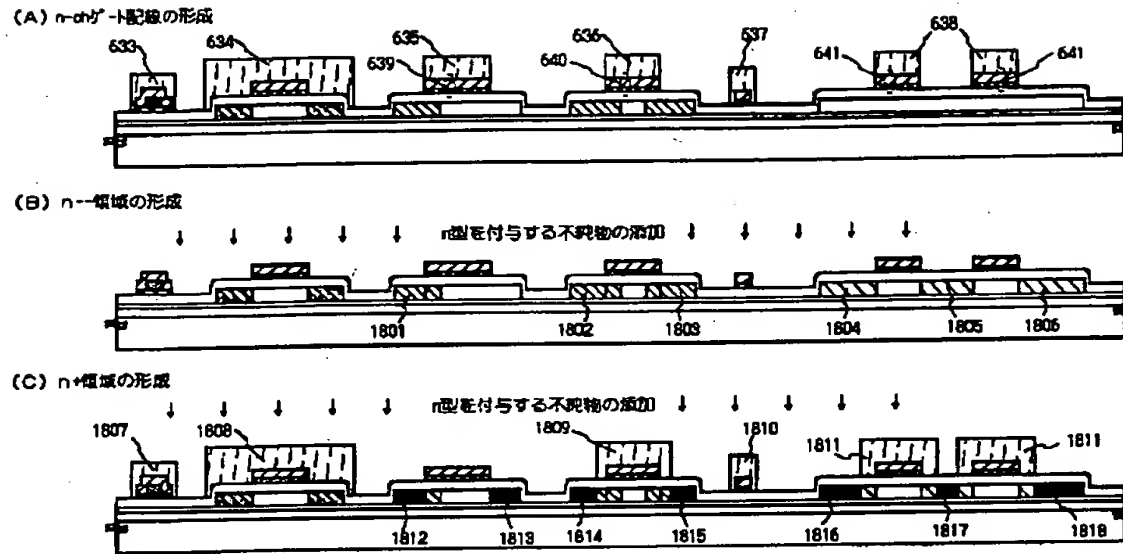 (A) n-chゲート配線の形成
633 634 635 636 637 638
639 640 641 641
(B) n--領域の形成
n型を付与する不純物の添加
1801 1802 1803 1804 1805 1806
(C) n+領域の形成
n型を付与する不純物の添加
1807 1808 1809 1810 1811 1811
1812 1813 1814 1815 1816 1817 1818